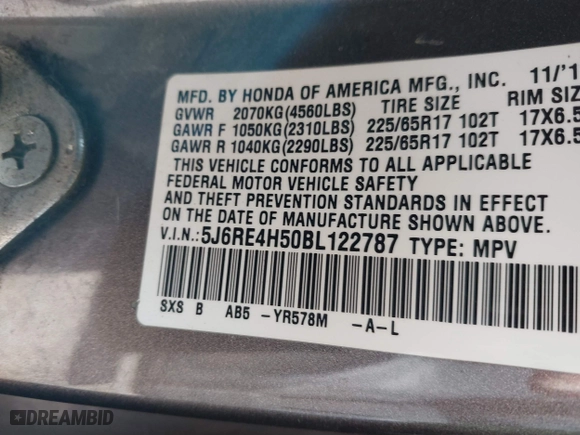 MFD. BY HONDA OF AMERICA MFG., INC. 11/'1
GVWR 2070KG(4560LBS) TIRE SIZE RIM SIZ
GAWR F 1050KG(2310LBS) 225/65R17 102T 17X6.5
GAWR R 1040KG(2290LBS) 225/65R17 102T 17X6.5
THIS VEHICLE CONFORMS TO ALL APPLICABLE
FEDERAL MOTOR VEHICLE SAFETY
AND THEFT PREVENTION STANDARDS IN EFFECT
ON THE DATE OF MANUFACTURE SHOWN ABOVE.
V.I.N.:5J6RE4H50BL122787 TYPE: MPV
SXS B AB5 -YR578M -A-L
DREAMBID